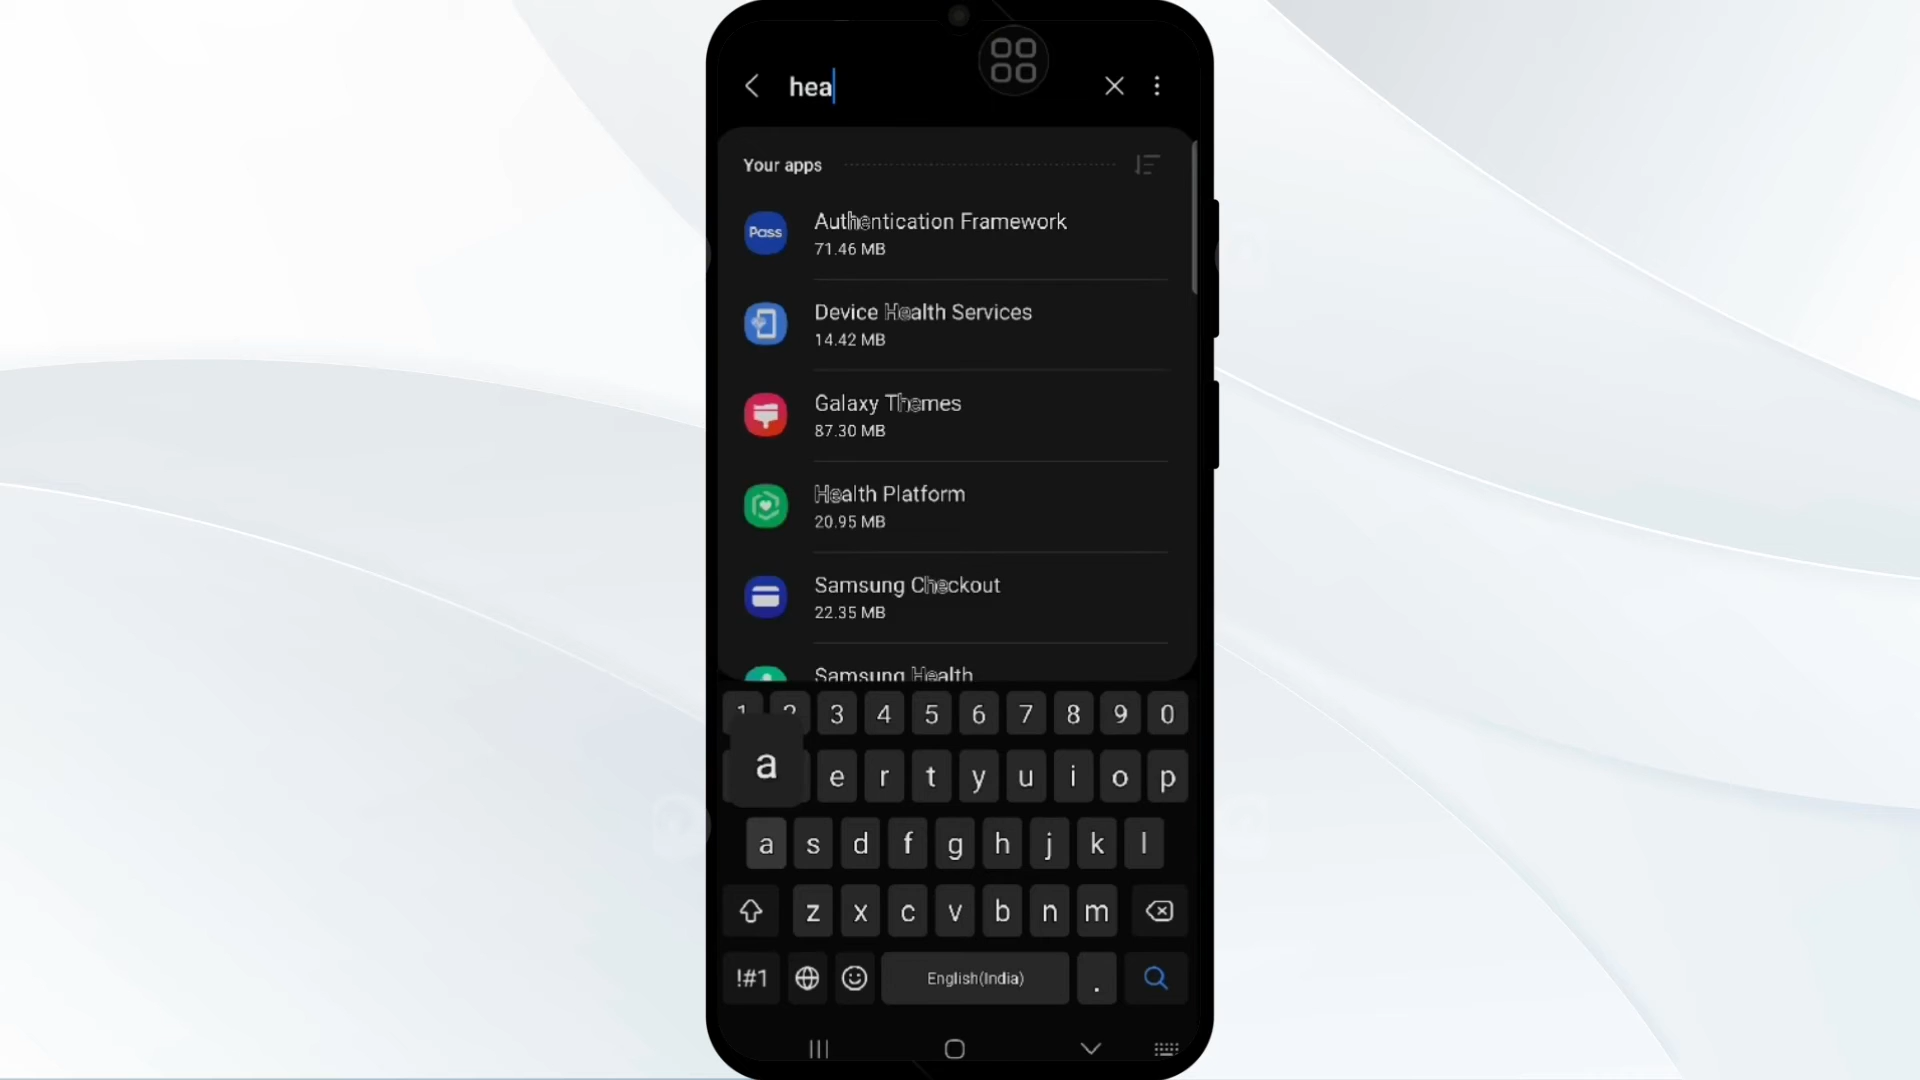 hea
Your apps
Pass
Authentication Framework
71.46 MB
Device Health Services
14.42 MB
Galaxy Themes
87.30 MB
Health Platform
20.95 MB
Samsung Checkout
22.35 MB
Samsung Health
1 2 3 4 5 6 7 8 9 0
a
e r t y u i o p
a s d f g h j k l
z x c v b n m
!#1 English(India) .